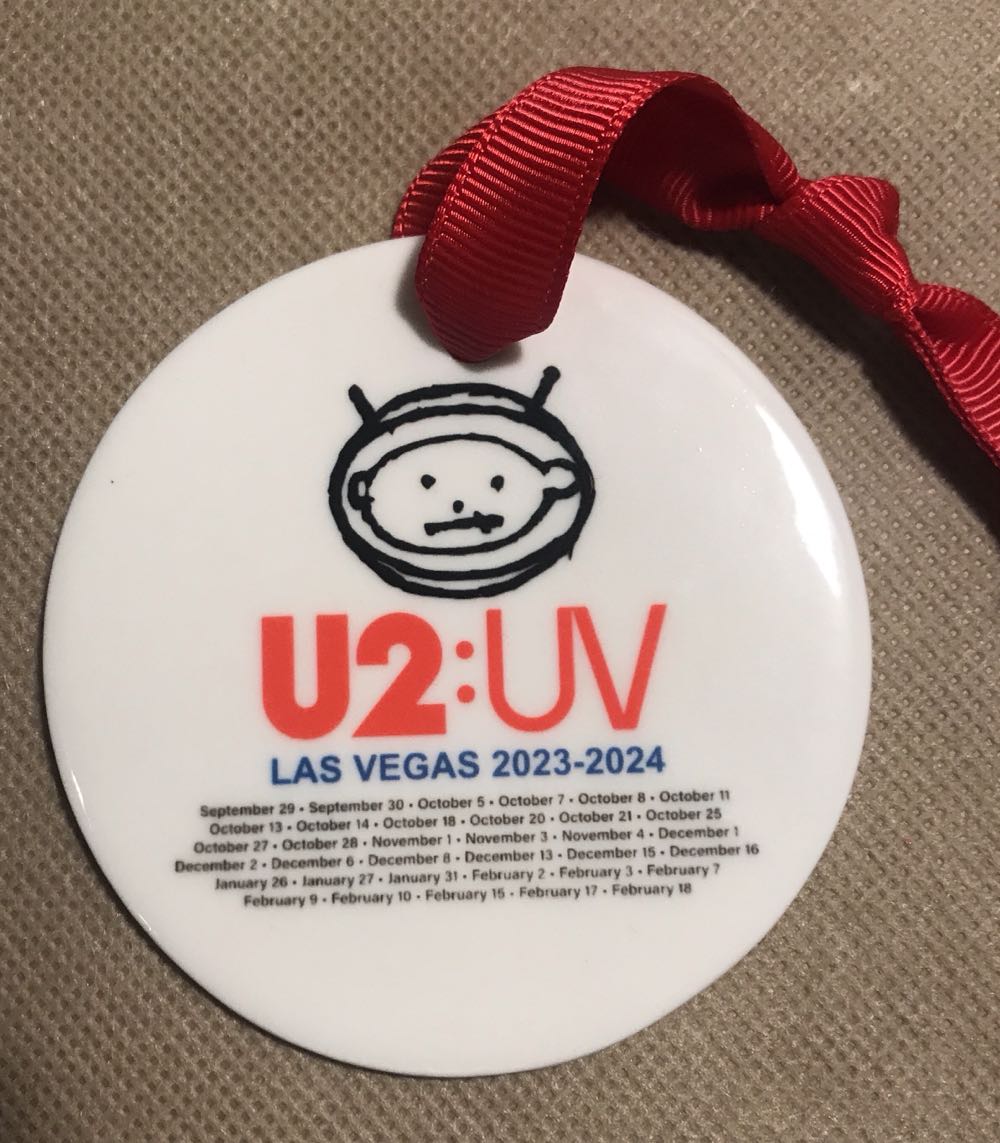 U2:UV
LAS VEGAS 2023-2024
September 29 • September 30 • October 5 • October 7 • October 8 • October 11
October 13 • October 14 • October 18 • October 20 • October 21 • October 25
October 27 • October 28 • November 1 • November 3 • November 4 • December 1
December 2 • December 6 • December 8 • December 13 • December 15 • December 16
January 26 • January 27 • January 31 • February 2 • February 3 • February 7
February 9 • February 10 • February 15 • February 17 • February 18